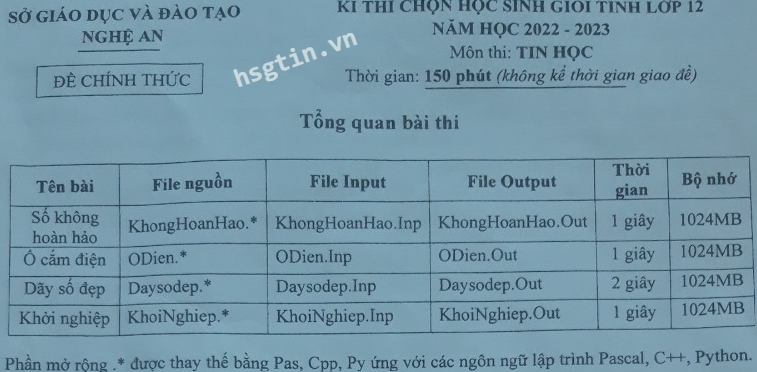 SỞ GIÁO DỤC VÀ ĐÀO TẠO
NGHỆ AN
ĐỀ CHÍNH THỨC
KÌ THI CHỌN HỌC SINH GIỎI TỈNH LỚP 12
NĂM HỌC 2022 - 2023
Môn thi: TIN HỌC
Thời gian: 150 phút (không kể thời gian giao đề)
hsgtin.vn
Tổng quan bài thi
Tên bài File nguồn File Input File Output Thời gian Bộ nhớ
Số không hoàn hảo KhongHoanHao.* KhongHoanHao.Inp KhongHoanHao.Out 1 giây 1024MB
Ổ cắm điện ODien.* ODien.Inp ODien.Out 1 giây 1024MB
Dãy số đẹp Daysodep.* Daysodep.Inp Daysodep.Out 2 giây 1024MB
Khởi nghiệp KhoiNghiep.* KhoiNghiep.Inp KhoiNghiep.Out 1 giây 1024MB
Phần mở rộng .* được thay thế bằng Pas, Cpp, Py ứng với các ngôn ngữ lập trình Pascal, C++, Python.